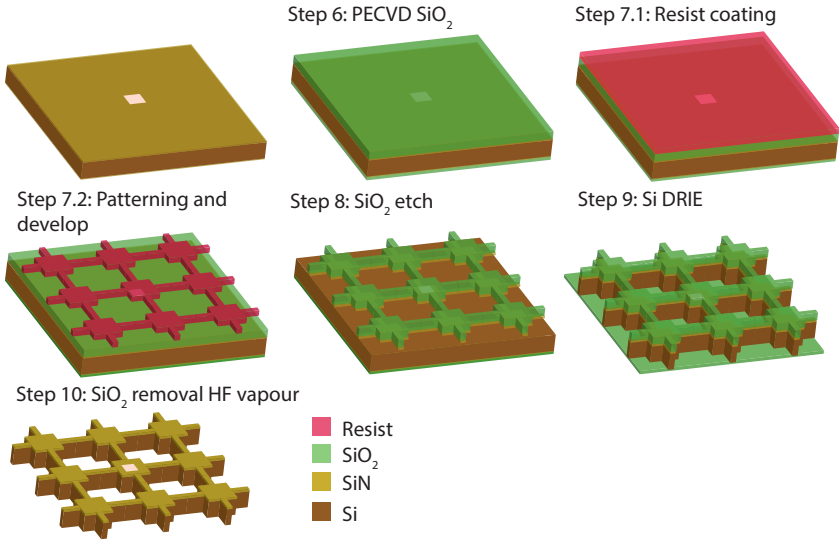 Step 6: PECVD SiO₂
Step 7.1: Resist coating
Step 7.2: Patterning and
develop
Step 8: SiO₂ etch
Step 9: Si DRIE
Step 10: SiO₂ removal HF vapour
Resist
SiO₂
SiN
Si